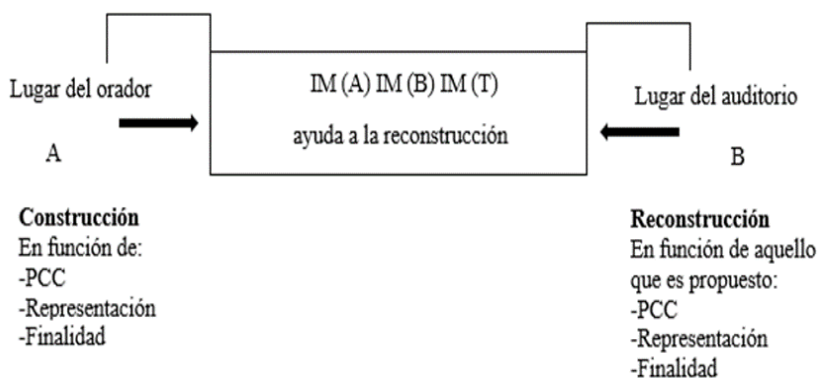 Lugar del orador
A
Construcción
En función de:
-PCC
-Representación
-Finalidad
IM (A) IM (B) IM (T)
ayuda a la reconstrucción
Lugar del auditorio
B
Reconstrucción
En función de aquello
que es propuesto:
-PCC
-Representación
-Finalidad